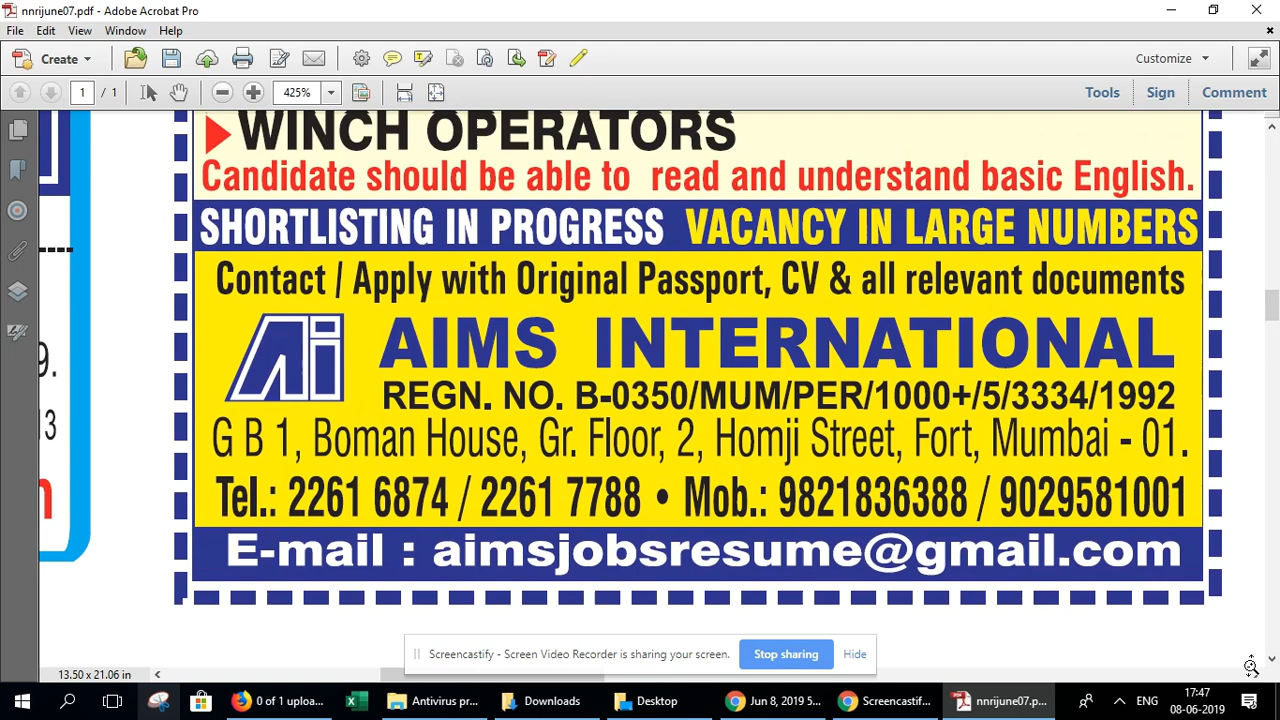 nnrijune07.pdf - Adobe Acrobat Pro
File Edit View Window Help
Create
Customize
1 / 1
425%
Tools Sign Comment
WINCH OPERATORS
Candidate should be able to read and understand basic English.
SHORTLISTING IN PROGRESS VACANCY IN LARGE NUMBERS
Contact / Apply with Original Passport, CV & all relevant documents
Ai AIMS INTERNATIONAL
REGN. NO. B-0350/MUM/PER/1000+/5/3334/1992
G B 1, Boman House, Gr. Floor, 2, Homji Street, Fort, Mumbai - 01.
Tel.: 2261 6874 / 2261 7788 • Mob.: 9821836388 / 9029581001
E-mail : aimsjobsresume@gmail.com
9.
13
Screencastify - Screen Video Recorder is sharing your screen. Stop sharing Hide
13.50 x 21.06 in
0 of 1 uploa... Antivirus pr... Downloads Desktop Jun 8, 2019 5... Screencastif... nnrijune07.p... ENG
17:47
08-06-2019